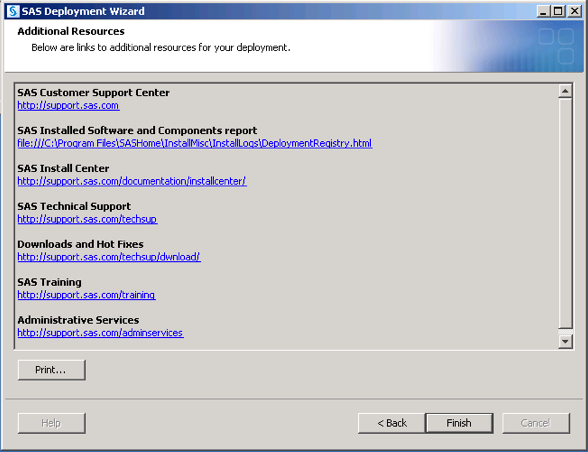 SAS Deployment Wizard
Additional Resources
Below are links to additional resources for your deployment.
SAS Customer Support Center
http://support.sas.com
SAS Installed Software and Components report
file:///C:\Program Files\SASHome\InstallMisc\InstallLogs\DeploymentRegistry.html
SAS Install Center
http://support.sas.com/documentation/installcenter/
SAS Technical Support
http://support.sas.com/techsup
Downloads and Hot Fixes
http://support.sas.com/techsup/dwnload/
SAS Training
http://support.sas.com/training
Administrative Services
http://support.sas.com/adminservices
Print...
Help
< Back
Finish
Cancel